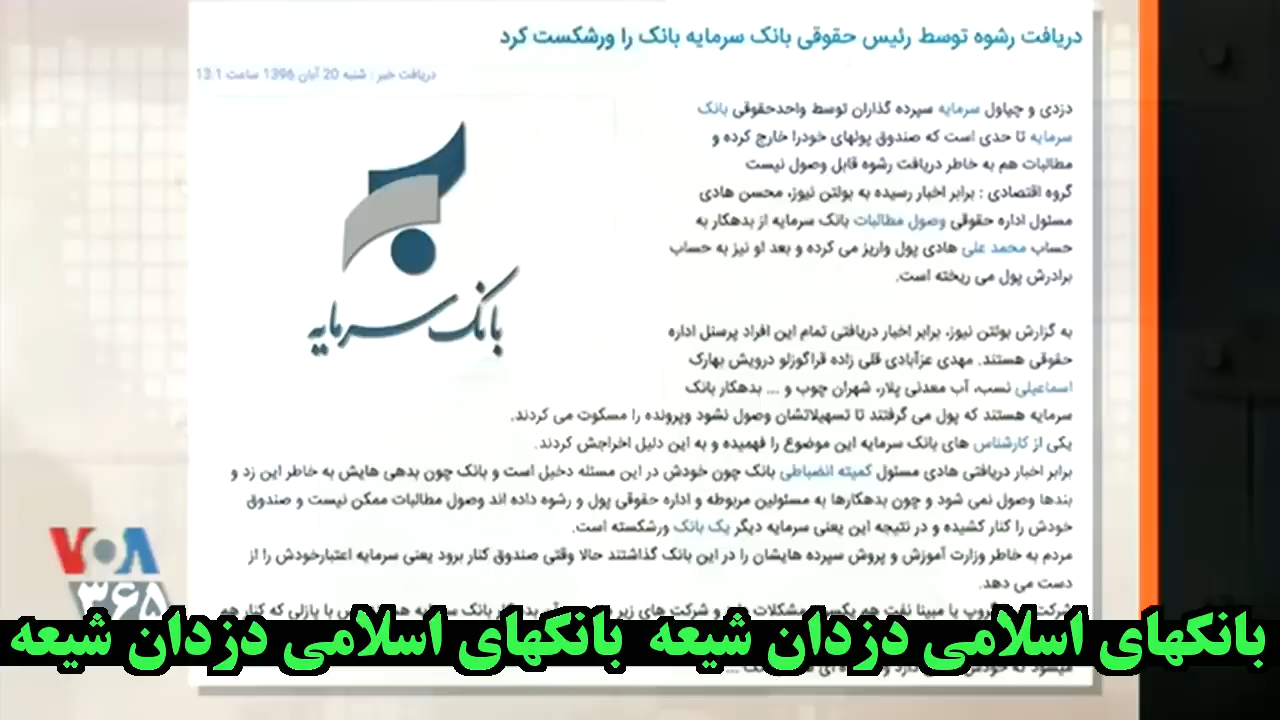 دریافت رشوه توسط رئیس حقوقی بانک سرمایه بانک را ورشکست کرد
دریافت خبر : شنبه 20 آبان 1396 ساعت 13:1
دزدی و چپاول سرمایه سپرده گذاران توسط واحدحقوقی بانک
سرمایه تا حدی است که صندوق پولهای خودرا خارج کرده و
مطالبات هم به خاطر دریافت رشوه قابل وصول نیست
گروه اقتصادی : برابر اخبار رسیده به بولتن نیوز، محسن هادی
مسئول اداره حقوقی وصول مطالبات بانک سرمایه از بدهکار به
حساب محمد علی هادی پول واریز می کرده و بعد او نیز به حساب
برادرش پول می ریخته است.
بانک سرمایه
به گزارش بولتن نیوز، برابر اخبار دریافتی تمام این افراد پرسنل اداره
حقوقی هستند. مهدی عزآبادی قلی زاده قراگوزلو درویش بهارک
اسماعیلی نسب، آب معدنی پلار، شهران چوب و ... بدهکار بانک
سرمایه هستند که پول می گرفتند تا تسهیلاتشان وصول نشود وپرونده را مسکوت می کردند.
یکی از کارشناس های بانک سرمایه این موضوع را فهمیده و به این دلیل اخراجش کردند.
برابر اخبار دریافتی هادی مسئول کمیته انضباطی بانک چون خودش در این مسئله دخیل است و بانک چون بدهی هایش به خاطر این زد و
بندها وصول نمی شود و چون بدهکارها به مسئولین مربوطه و اداره حقوقی پول و رشوه داده اند وصول مطالبات ممکن نیست و صندوق
خودش را کنار کشیده و در نتیجه این یعنی سرمایه دیگر یک بانک ورشکسته است.
مردم به خاطر وزارت آموزش و پروش سپرده هایشان را در این بانک گذاشتند حالا وقتی صندوق کنار برود یعنی سرمایه اعتبارخودش را از
دست می دهد.
VOA
۳۶۵
بانکهای اسلامی دزدان شیعه بانکهای اسلامی دزدان شیعه